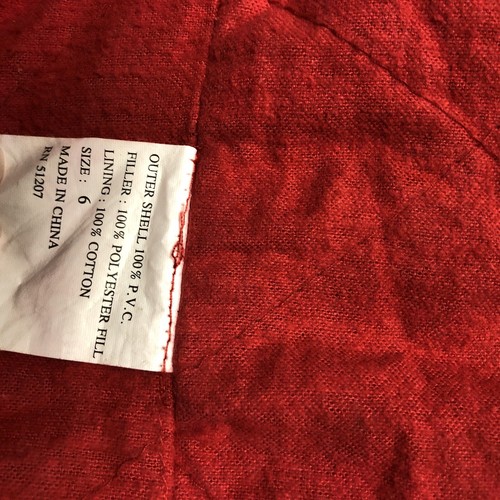 OUTER SHELL 100% P.V.C.
FILLER : 100% POLYESTER FILL
LINING : 100% COTTON
SIZE : 6
MADE IN CHINA
RN 51207